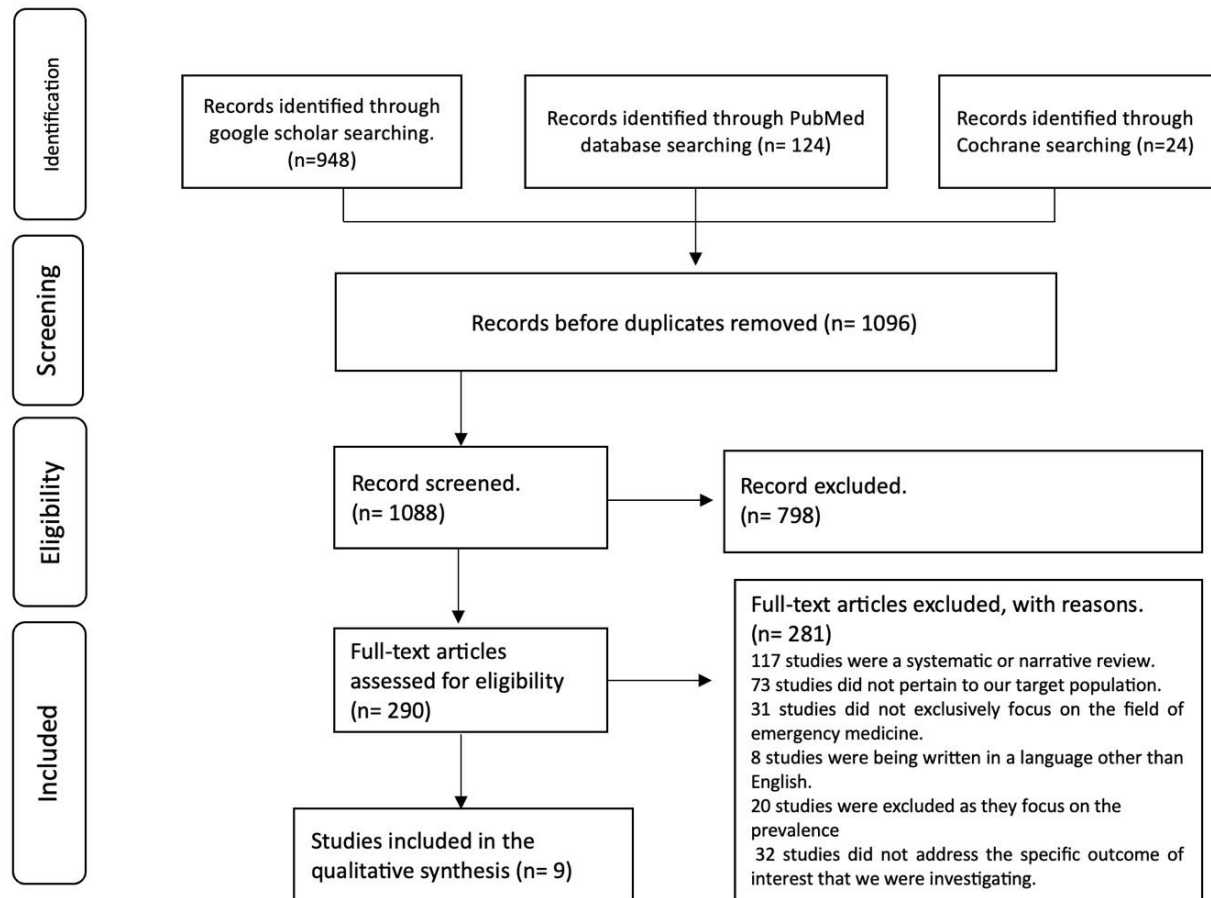 Identification
Records identified through
google scholar searching.
(n=948)
Records identified through PubMed
database searching (n= 124)
Records identified through
Cochrane searching (n=24)
Screening
Records before duplicates removed (n= 1096)
Eligibility
Record screened.
(n= 1088)
Record excluded.
(n= 798)
Included
Full-text articles
assessed for eligibility
(n= 290)
Full-text articles excluded, with reasons.
(n= 281)
117 studies were a systematic or narrative review.
73 studies did not pertain to our target population.
31 studies did not exclusively focus on the field of
emergency medicine.
8 studies were being written in a language other than
English.
20 studies were excluded as they focus on the
prevalence
32 studies did not address the specific outcome of
interest that we were investigating.
Studies included in the
qualitative synthesis (n= 9)